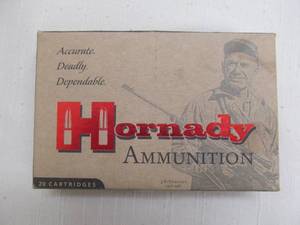 Accurate.
Deadly.
Dependable.
Hornady
AMMUNITION
20 CARTRIDGES